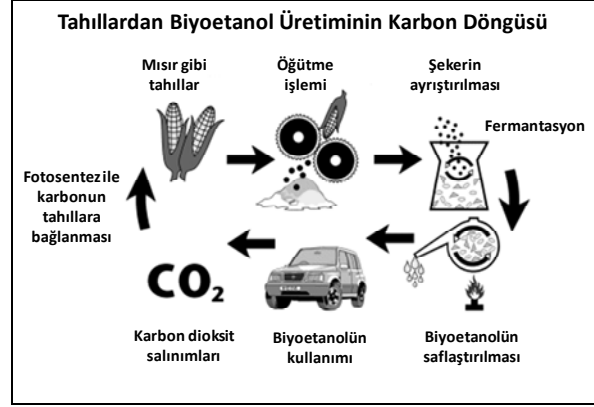 Tahıllardan Biyoetanol Üretiminin Karbon Döngüsü
Mısır gibi
tahıllar
Öğütme
işlemi
Şekerin
ayrıştırılması
Fermantasyon
Fotosentez ile
karbonun
tahıllara
bağlanması
CO₂
Karbon dioksit
salınımları
Biyoetanolün
kullanımı
Biyoetanolün
saflaştırılması